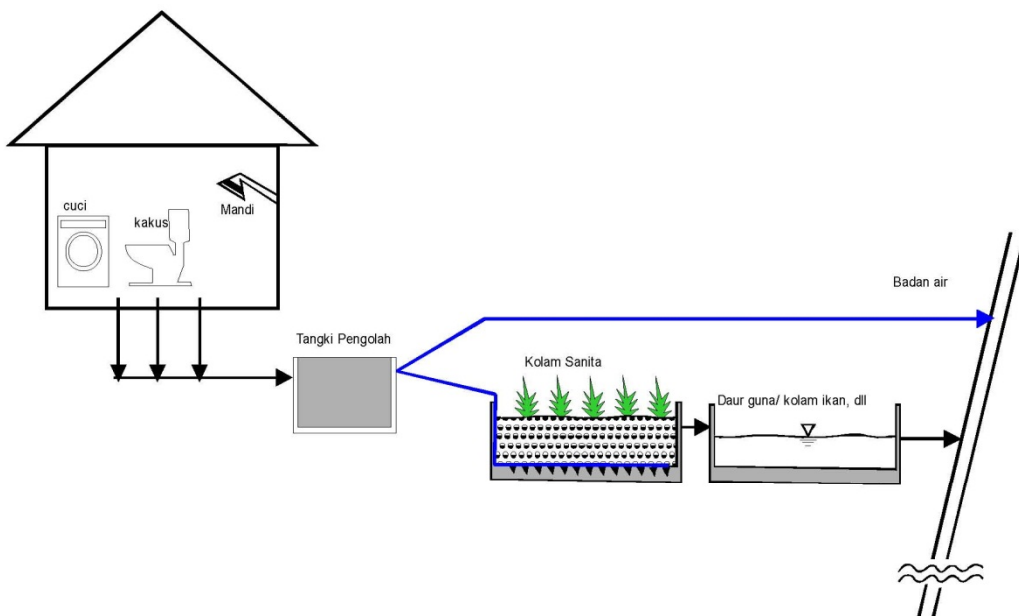 cuci
kakus
Mandi
Badan air
Tangki Pengolah
Kolam Sanita
Daur guna/ kolam ikan, dll